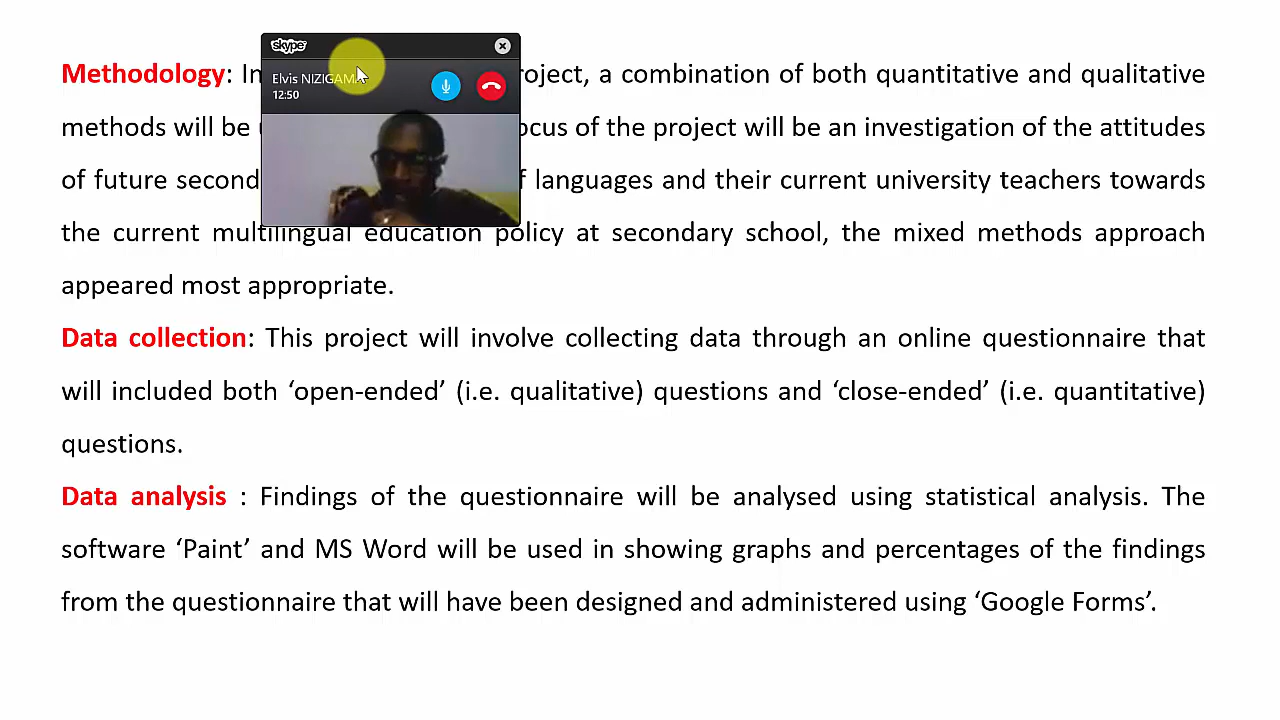 skype
Elvis NIZIGAMA
12:50
Methodology: In roject, a combination of both quantitative and qualitative
methods will be ocus of the project will be an investigation of the attitudes
of future second f languages and their current university teachers towards
the current multilingual education policy at secondary school, the mixed methods approach
appeared most appropriate.
Data collection: This project will involve collecting data through an online questionnaire that
will included both ‘open-ended’ (i.e. qualitative) questions and ‘close-ended’ (i.e. quantitative)
questions.
Data analysis : Findings of the questionnaire will be analysed using statistical analysis. The
software ‘Paint’ and MS Word will be used in showing graphs and percentages of the findings
from the questionnaire that will have been designed and administered using ‘Google Forms’.